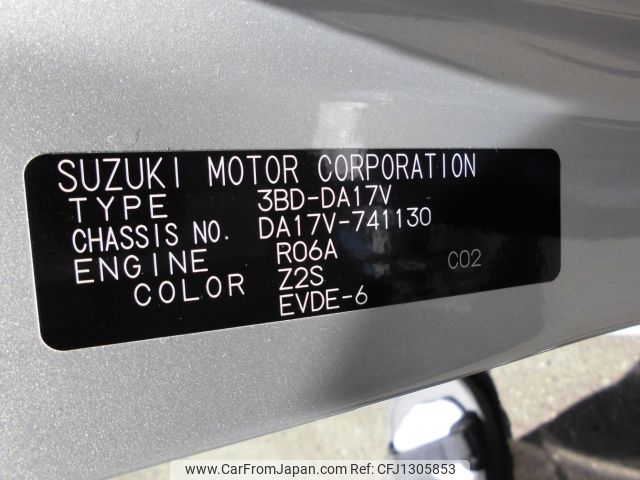 SUZUKI MOTOR CORPORATION
TYPE 3BD-DA17V
CHASSIS NO. DA17V-741130
ENGINE R06A CO2
COLOR Z2S
EVDE-6
www.CarFromJapan.com | Ref: CFJ1305853